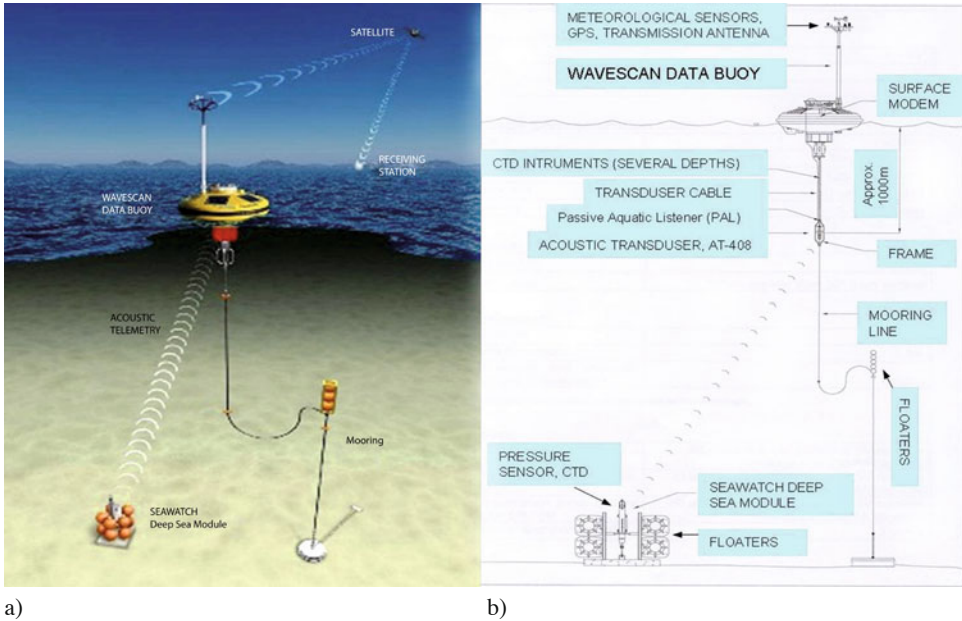 SATELLITE
RECEIVING
STATION
WAVESCAN
DATA BUOY
ACOUSTIC
TELEMETRY
Mooring
SEAWATCH
Deep Sea Module
a)
METEOROLOGICAL SENSORS,
GPS, TRANSMISSION ANTENNA
WAVESCAN DATA BUOY
SURFACE
MODEM
CTD INTRUMENTS (SEVERAL DEPTHS)
TRANSDUSER CABLE
Passive Aquatic Listener (PAL)
ACOUSTIC TRANSDUSER, AT-408
Approx.
1000m
FRAME
MOORING
LINE
FLOATERS
PRESSURE
SENSOR, CTD
SEAWATCH DEEP
SEA MODULE
FLOATERS
b)